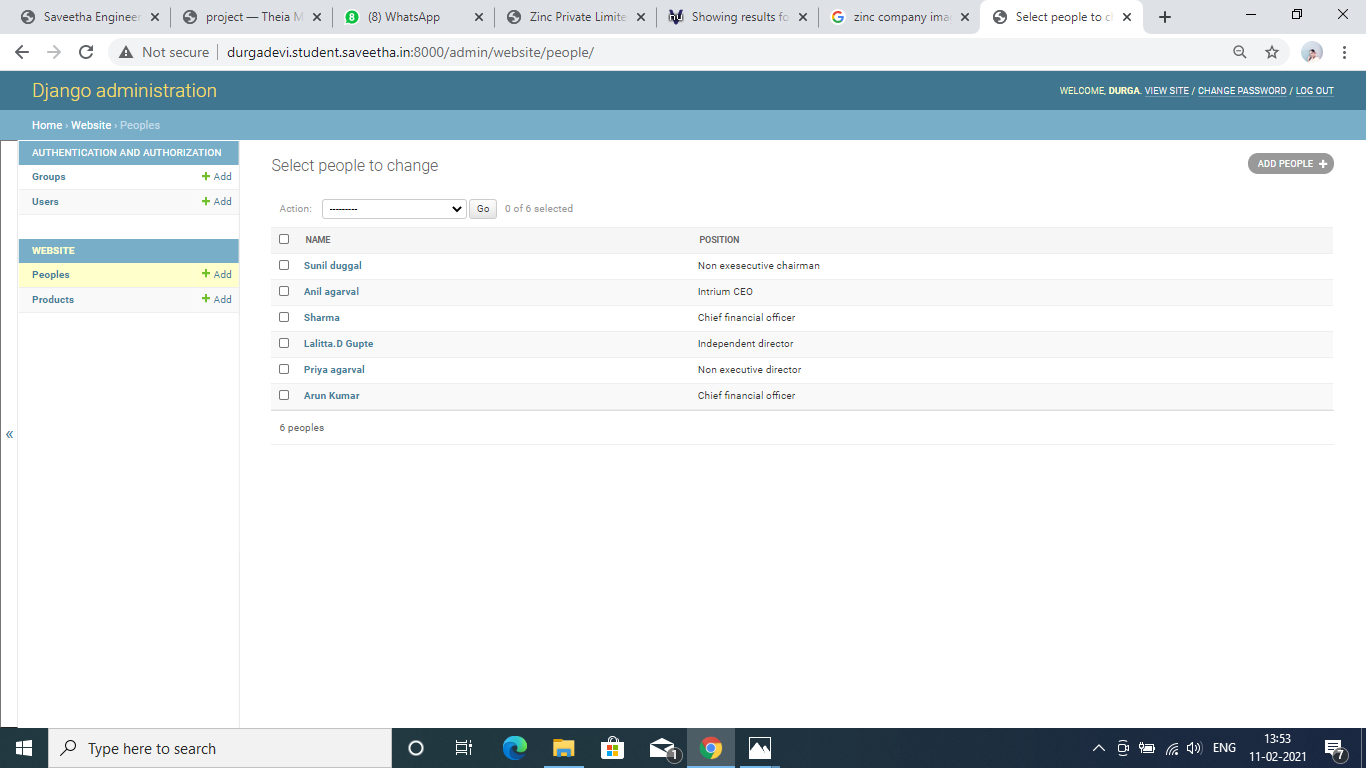 Saveetha Engineer
project — Theia M
(8) WhatsApp
Zinc Private Limite
Showing results fo
zinc company ima
Select people to c
Not secure
durgadevi.student.saveetha.in:8000/admin/website/people/
Django administration
WELCOME, DURGA. VIEW SITE / CHANGE PASSWORD / LOG OUT
Home › Website › Peoples
AUTHENTICATION AND AUTHORIZATION
Groups + Add
Users + Add
WEBSITE
Peoples + Add
Products + Add
«
Select people to change
ADD PEOPLE +
Action: --------- Go 0 of 6 selected
NAME POSITION
Sunil duggal Non exesecutive chairman
Anil agarval Intrium CEO
Sharma Chief financial officer
Lalitta.D Gupte Independent director
Priya agarval Non executive director
Arun Kumar Chief financial officer
6 peoples
Type here to search
1
ENG
13:53
11-02-2021
7